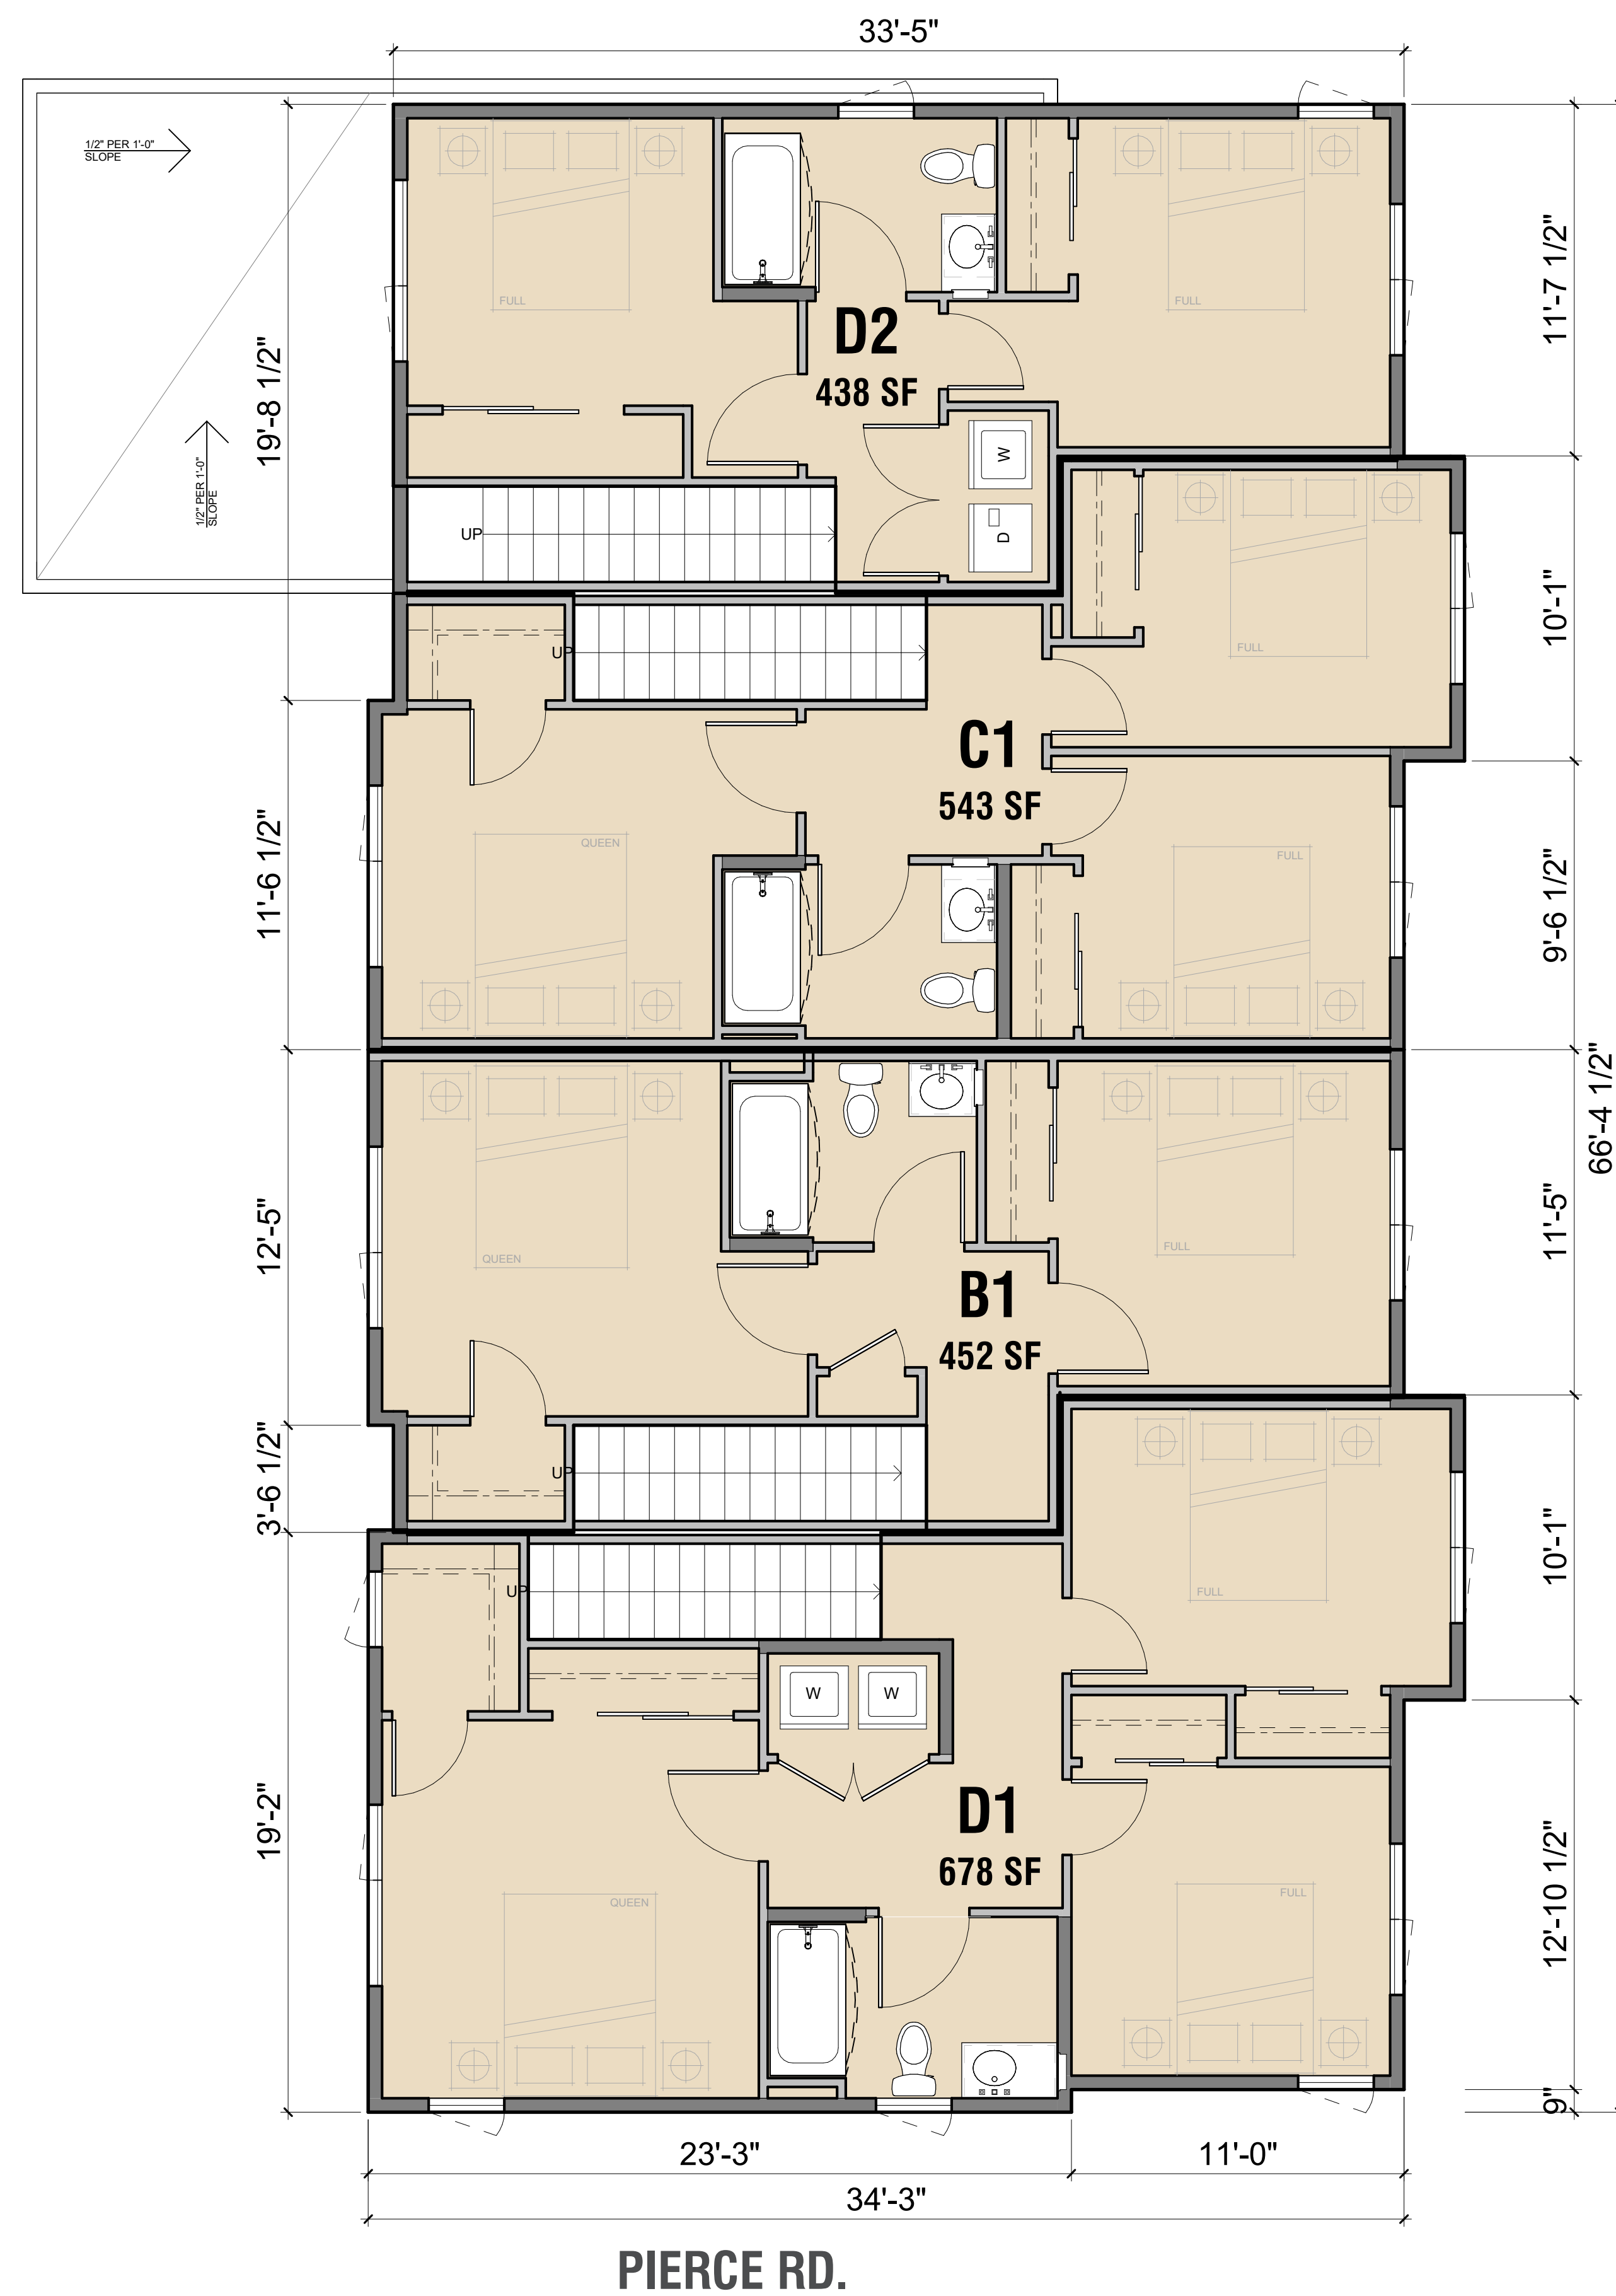 33'-5"
1/2" PER 1'-0"
SLOPE
FULL
FULL
D2
438 SF
19'-8 1/2"
11'-7 1/2"
1/2" PER 1'-0"
SLOPE
W
UP
D
UP
FULL
10'-1"
C1
543 SF
QUEEN
FULL
11'-6 1/2"
9'-6 1/2"
66'-4 1/2"
12'-5"
QUEEN
FULL
11'-5"
B1
452 SF
3'-6 1/2"
UP
10'-1"
UP
FULL
W
W
19'-2"
D1
678 SF
QUEEN
FULL
12'-10 1/2"
9"
23'-3"
11'-0"
34'-3"
PIERCE RD.